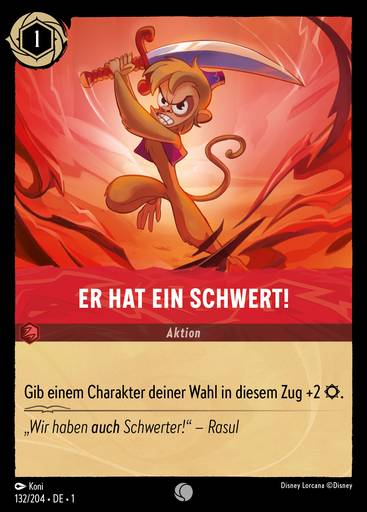 1
ER HAT EIN SCHWERT!
Aktion
Gib einem Charakter deiner Wahl in diesem Zug +2 .
„Wir haben auch Schwerter!“ – Rasul
Koni
Disney Lorcana ©Disney
132/204 • DE • 1